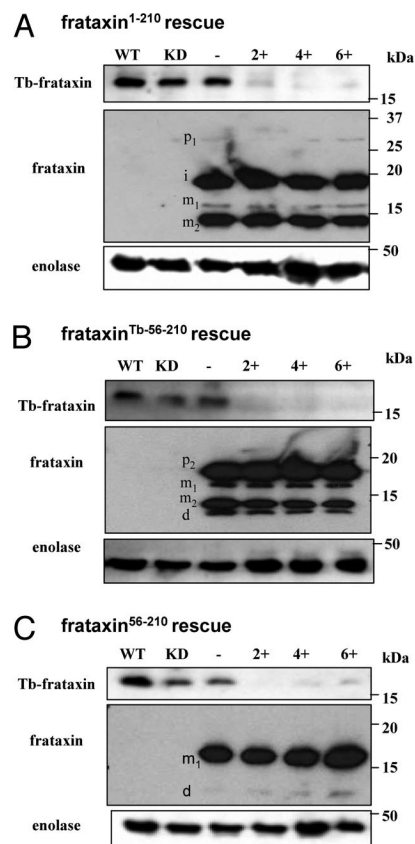 A frataxin1-210 rescue
WT KD - 2+ 4+ 6+ kDa
Tb-frataxin 15
37
p1 25
frataxin i 20
m1 15
m2
50
enolase
B frataxinTb-56-210 rescue
WT KD - 2+ 4+ 6+ kDa
Tb-frataxin 15
p2 20
frataxin m1
m2 15
d
50
enolase
C frataxin56-210 rescue
WT KD - 2+ 4+ 6+ kDa
Tb-frataxin 15
20
frataxin
m1 15
d
50
enolase